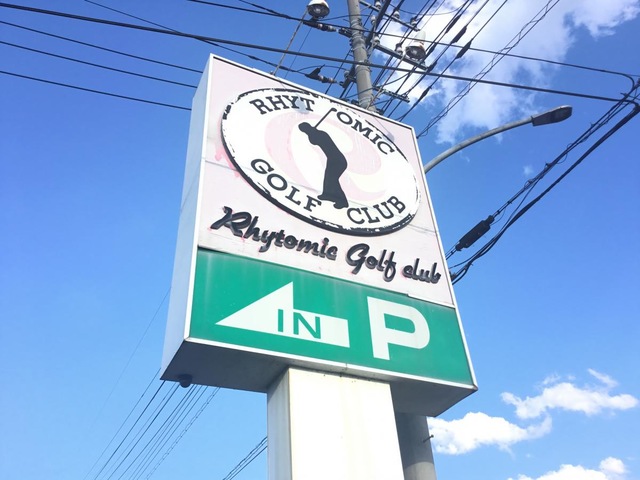 RHYTOMIC
GOLF CLUB
Rhytomic Golf club
IN P